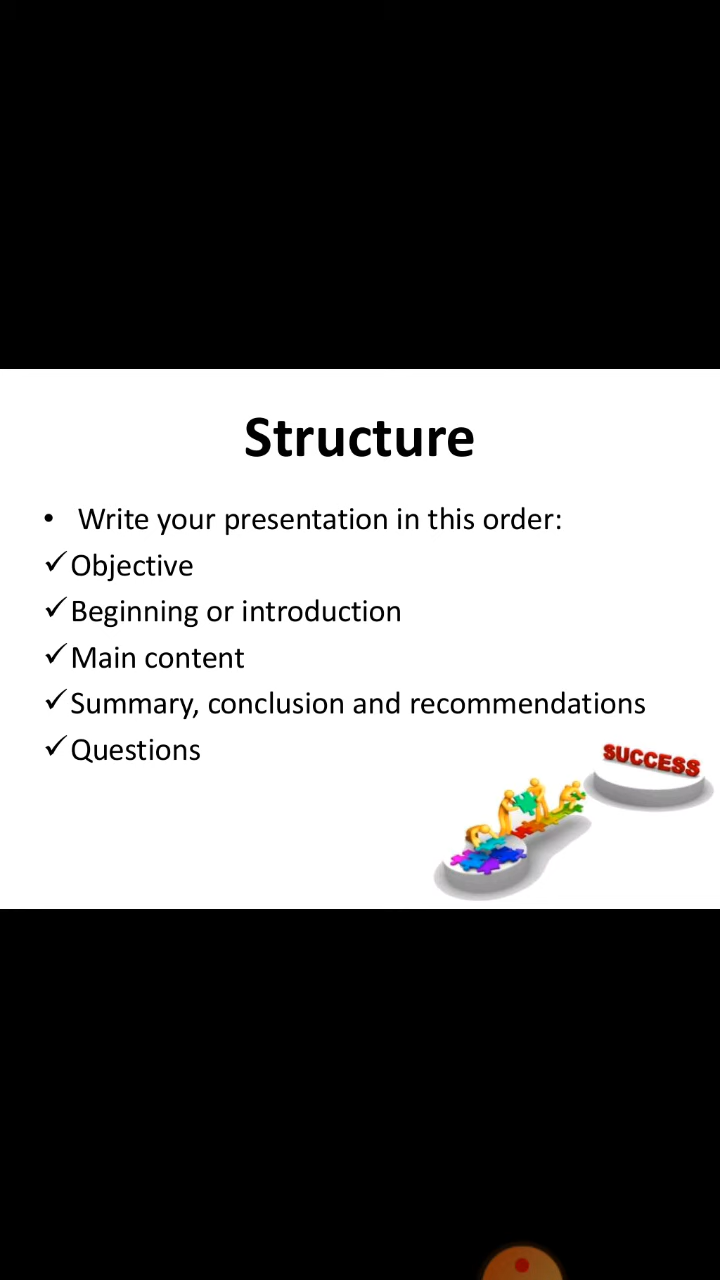 Structure
• Write your presentation in this order:
✓Objective
✓Beginning or introduction
✓Main content
✓Summary, conclusion and recommendations
✓Questions
SUCCESS